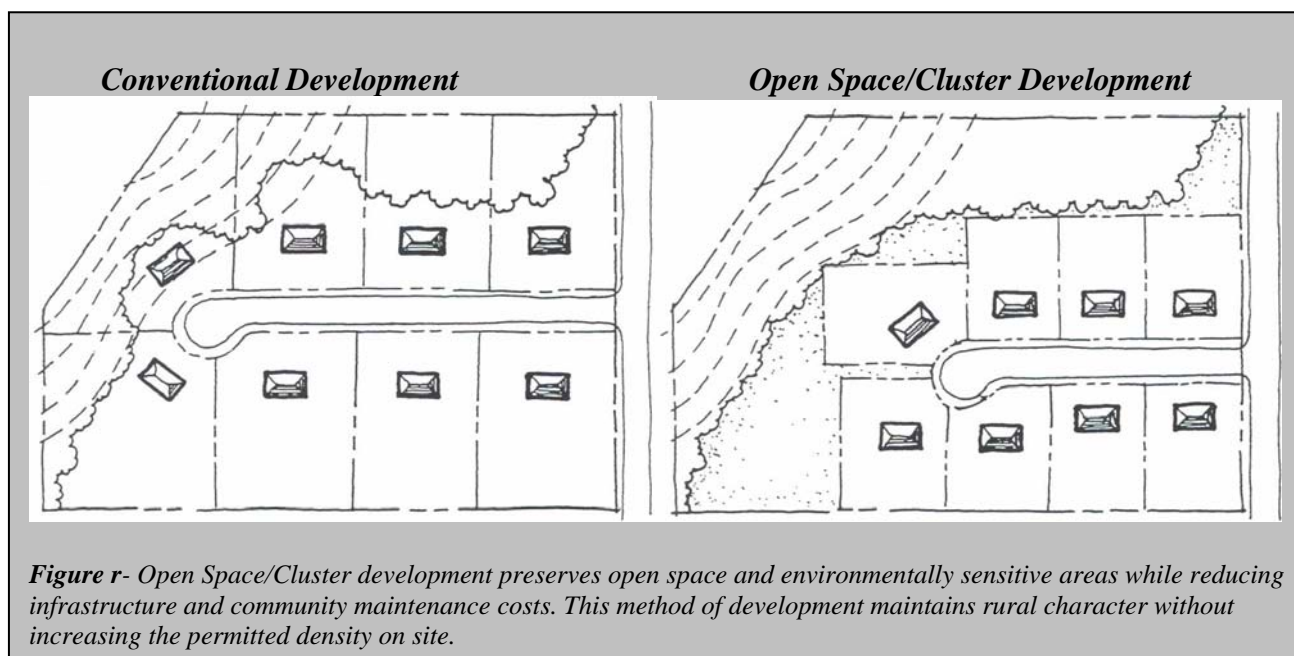 Conventional Development
Open Space/Cluster Development
Figure r- Open Space/Cluster development preserves open space and environmentally sensitive areas while reducing
infrastructure and community maintenance costs. This method of development maintains rural character without
increasing the permitted density on site.